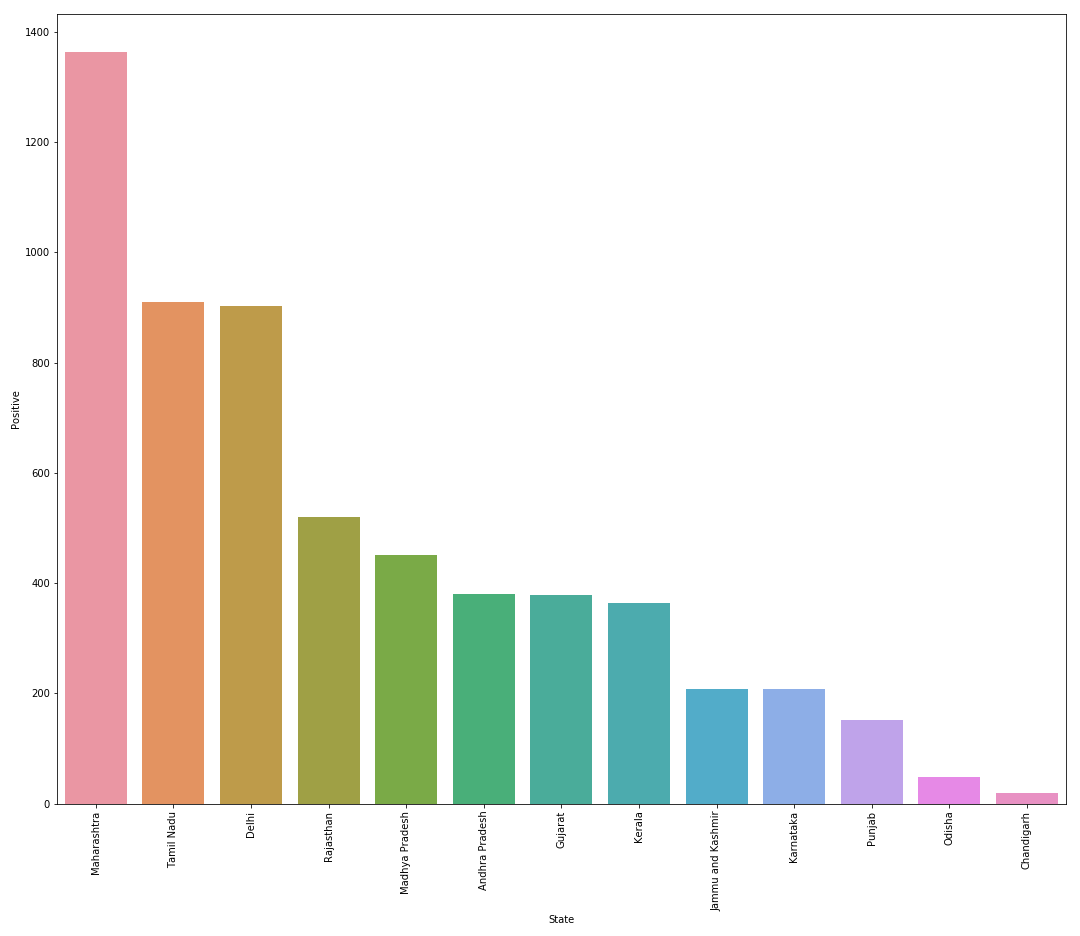 1400
1200
1000
800
600
400
200
0
Positive
Maharashtra
Tamil Nadu
Delhi
Rajasthan
Madhya Pradesh
Andhra Pradesh
Gujarat
Kerala
Jammu and Kashmir
Karnataka
Punjab
Odisha
Chandigarh
State